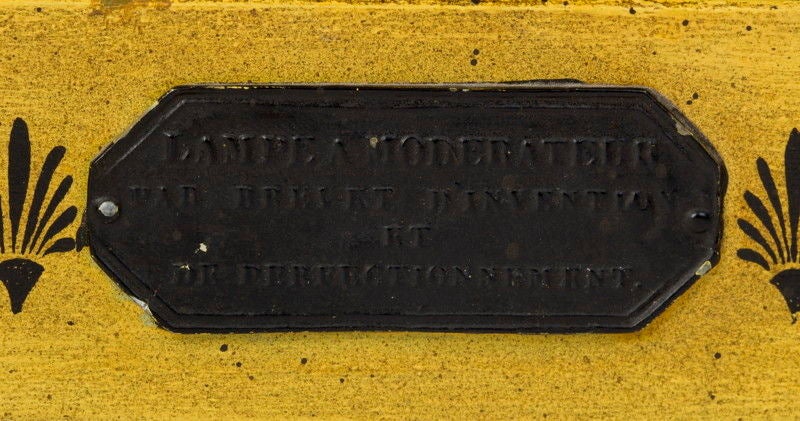 LAMPE A MODERATEUR
PAR BREVET D'INVENTION
ET
DE PERFECTIONNEMENT.